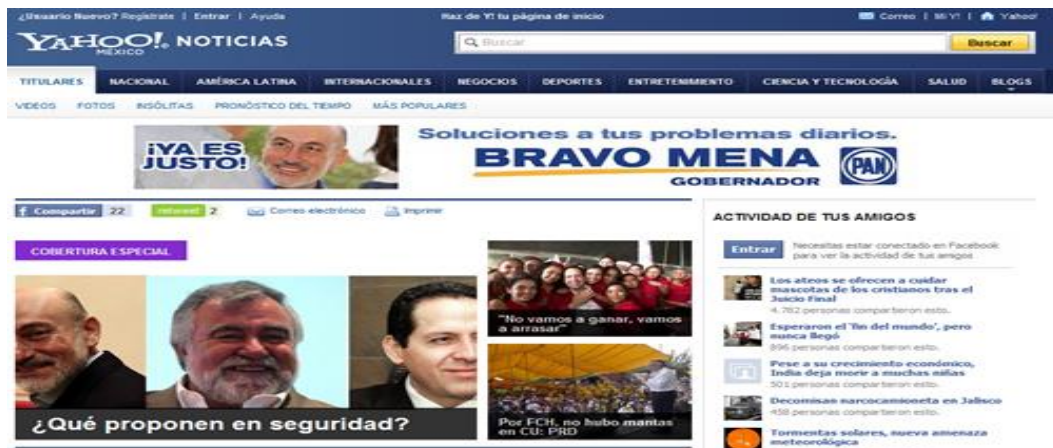 ¿Usuario Nuevo? Regístrate | Entrar | Ayuda
Haz de Y! tu página de inicio
Correo | Mi Y! | Yahoo!
YAHOO! NOTICIAS
MÉXICO
Buscar
Buscar
TITULARES NACIONAL AMÉRICA LATINA INTERNACIONALES NEGOCIOS DEPORTES ENTRETENIMIENTO CIENCIA Y TECNOLOGÍA SALUD BLOGS
VIDEOS FOTOS INSÓLITAS PRONÓSTICO DEL TIEMPO MÁS POPULARES
¡YA ES
JUSTO!
Soluciones a tus problemas diarios.
BRAVO MENA
PAN
GOBERNADOR
Compartir 22 retweet 2 Correo electrónico Imprimir
COBERTURA ESPECIAL
¿Qué proponen en seguridad?
"No vamos a ganar, vamos
a arrasar"
Por FCH, no hubo mantas
en CU: PRD
ACTIVIDAD DE TUS AMIGOS
Entrar
Necesitas estar conectado en Facebook
para ver la actividad de tus amigos
Los ateos se ofrecen a cuidar
mascotas de los cristianos tras el
Juicio Final
4.782 personas compartieron esto.
Esperaron el 'fin del mundo', pero
nunca llegó
896 personas compartieron esto.
Pese a su crecimiento económico,
India deja morir a muchas niñas
501 personas compartieron esto.
Decomisan narcocamioneta en Jalisco
458 personas compartieron esto.
Tormentas solares, nueva amenaza
meteorológica